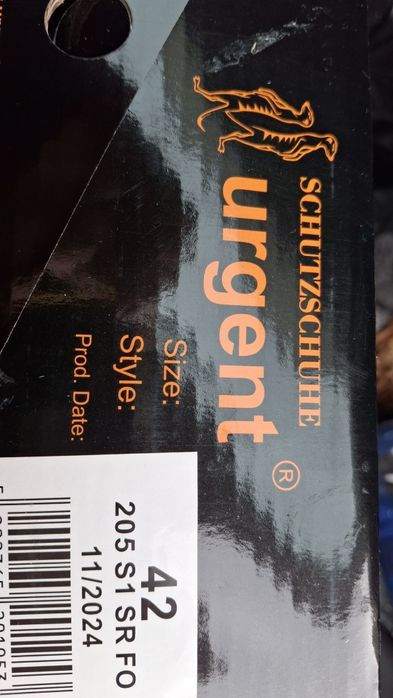 SCHUTZSCHUHE
urgent ®
Size: 42
Style: 205 S1 SR FO
Prod. Date: 11/2024